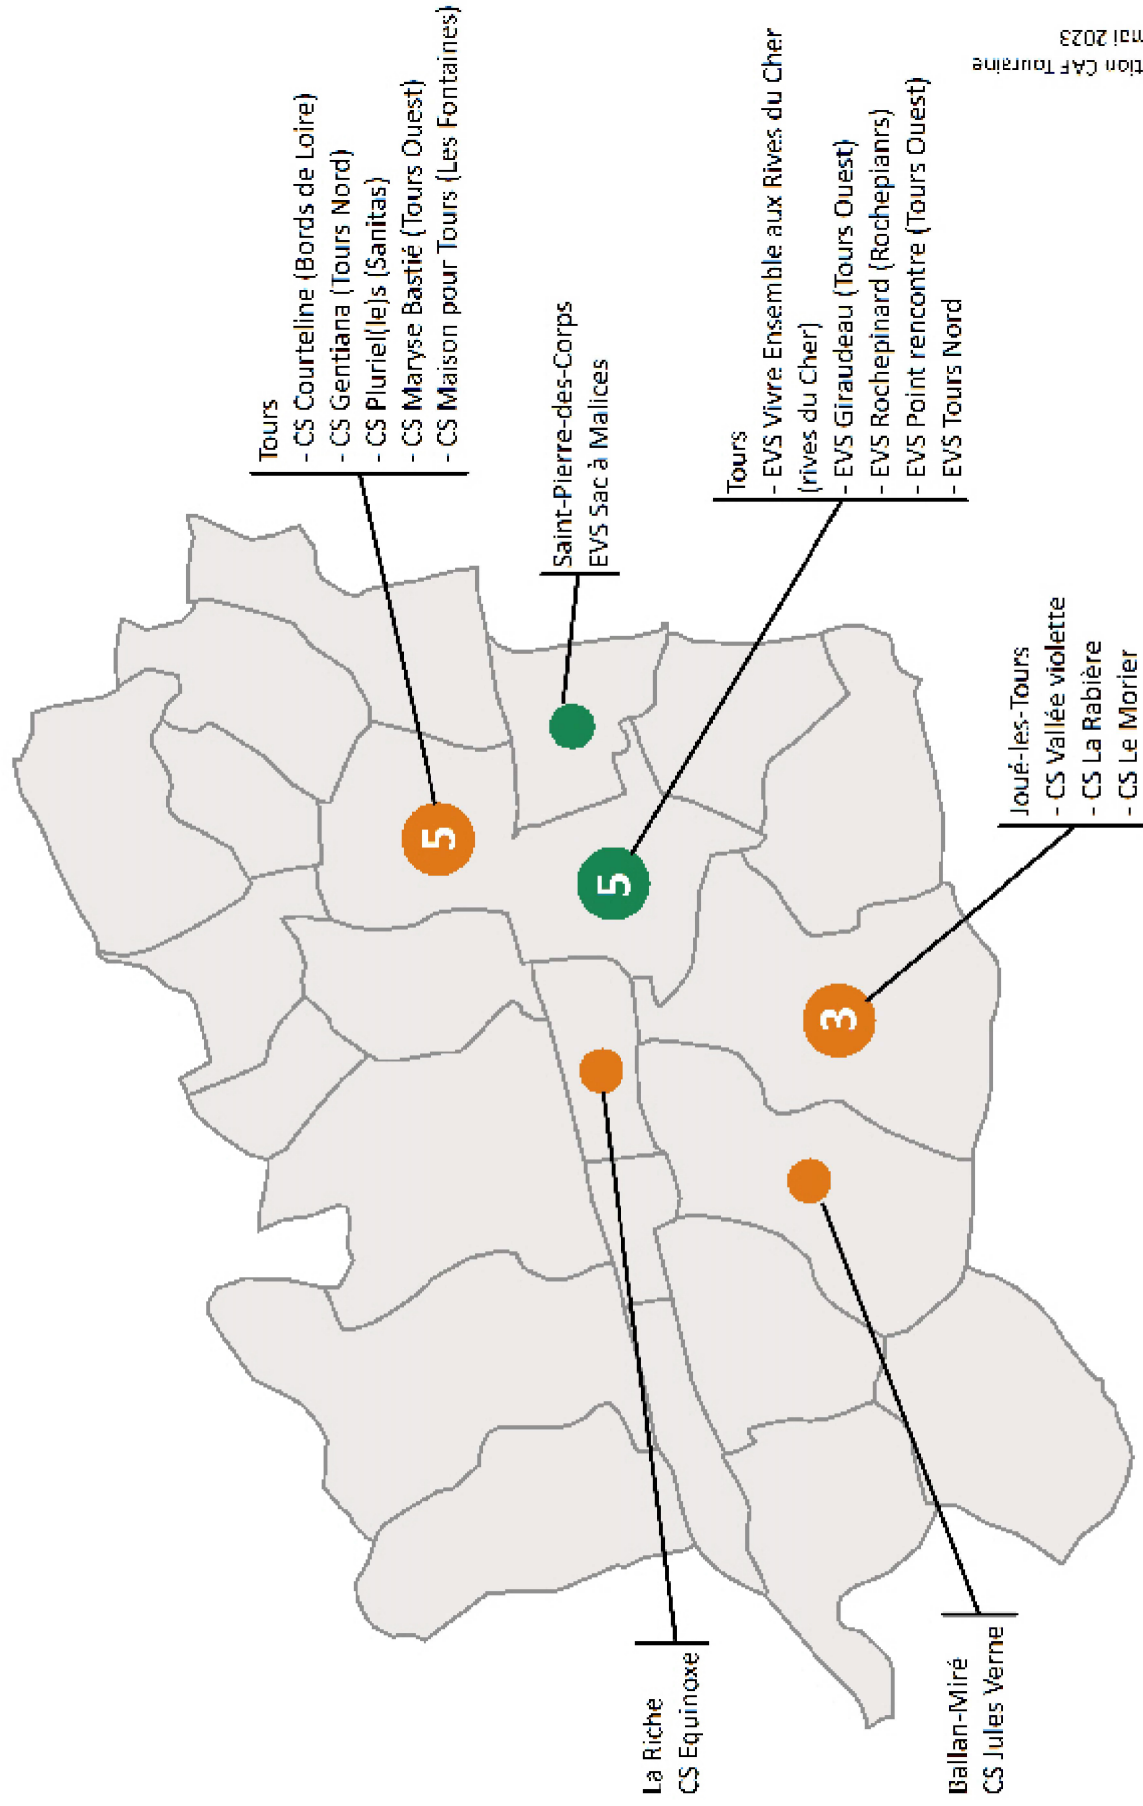 Tours
- CS Courteline (Bords de Loire)
- CS Gentiana (Tours Nord)
- CS Pluriel(le)s (Sanitas)
- CS Maryse Bastié (Tours Ouest)
- CS Maison pour Tours (Les Fontaines)
5
Saint-Pierre-des-Corps
EVS Sac à Malices
5
Tours
- EVS Vivre Ensemble aux Rives du Cher
(rives du Cher)
- EVS Giraudeau (Tours Ouest)
- EVS Rochepinard (Rochepianrs)
- EVS Point rencontre (Tours Ouest)
- EVS Tours Nord
La Riche
CS Equinoxe
3
Joué-les-Tours
- CS Vallée violette
- CS La Rabière
- CS Le Morier
Ballan-Miré
CS Jules Verne
CAF Touraine
mai 2023